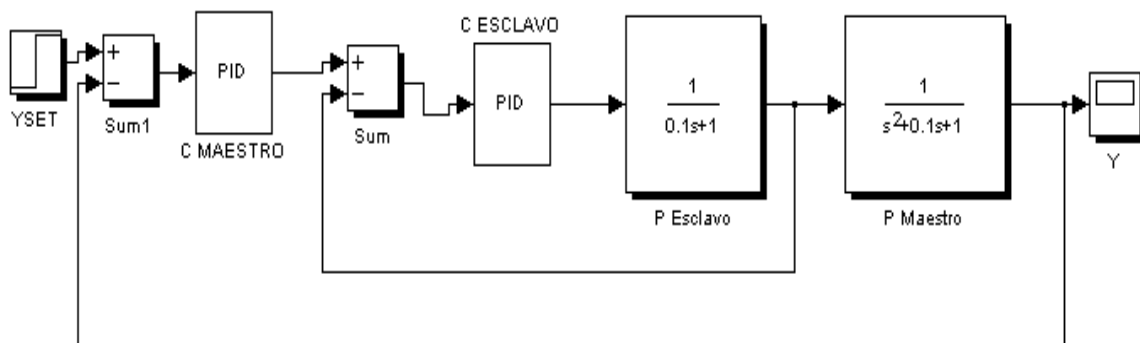 C ESCLAVO
+
−
PID
+
−
PID
1
0.1s+1
1
s²+0.1s+1
YSET
Sum1
C MAESTRO
Sum
P Esclavo
P Maestro
Y